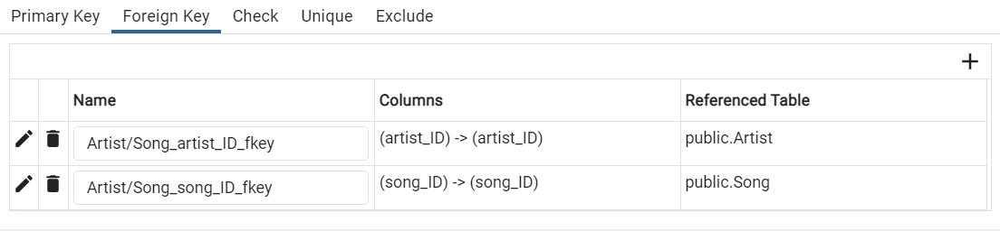 Primary Key Foreign Key Check Unique Exclude
Name Columns Referenced Table
Artist/Song_artist_ID_fkey (artist_ID) -> (artist_ID) public.Artist
Artist/Song_song_ID_fkey (song_ID) -> (song_ID) public.Song